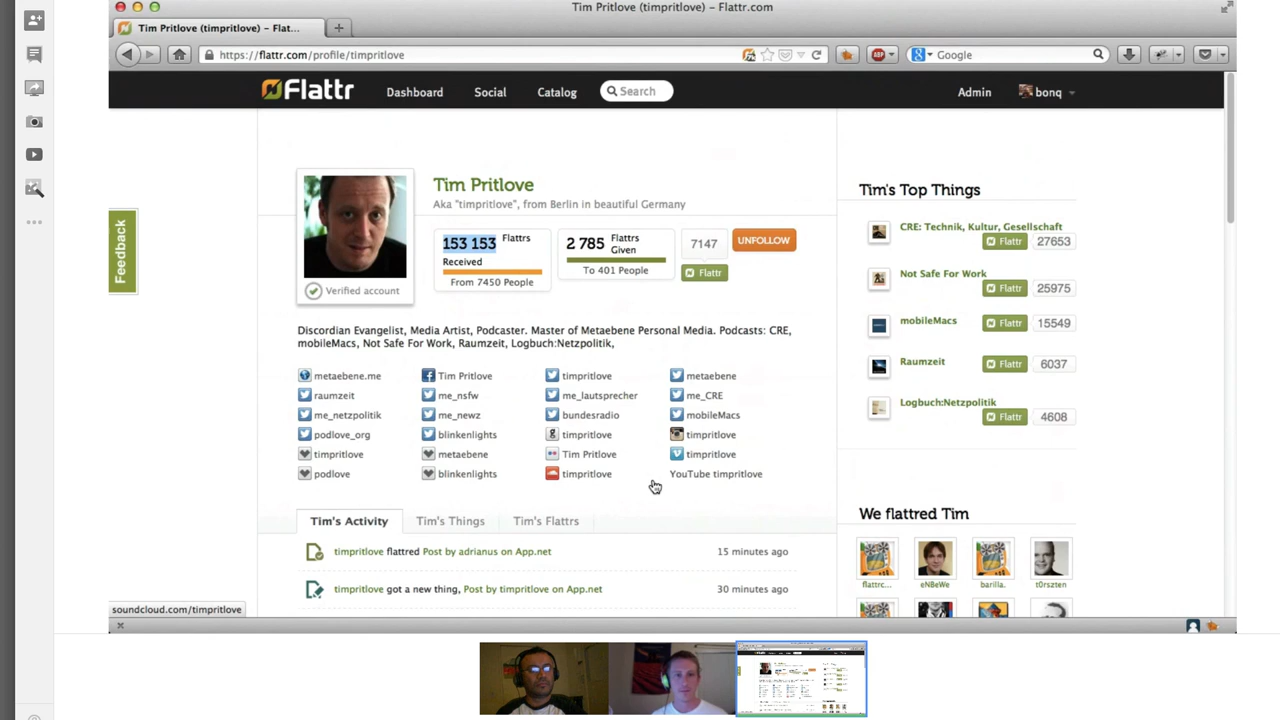 Tim Pritlove (timpritlove) – Flattr.com
Tim Pritlove (timpritlove) – Flat...
https://flattr.com/profile/timpritlove
ABP
Google
Flattr
Dashboard
Social
Catalog
Search
Admin
bonq
Feedback
Tim Pritlove
Aka "timpritlove", from Berlin in beautiful Germany
153 153 Flattrs
Received
From 7450 People
2 785 Flattrs
Given
To 401 People
7147
Flattr
UNFOLLOW
Verified account
Discordian Evangelist, Media Artist, Podcaster. Master of Metaebene Personal Media. Podcasts: CRE,
mobileMacs, Not Safe For Work, Raumzeit, Logbuch:Netzpolitik,
metaebene.me Tim Pritlove timpritlove metaebene
raumzeit me_nsfw me_lautsprecher me_CRE
me_netzpolitik me_newz bundesradio mobileMacs
podlove_org blinkenlights timpritlove timpritlove
timpritlove metaebene Tim Pritlove timpritlove
podlove blinkenlights timpritlove YouTube timpritlove
Tim's Activity Tim's Things Tim's Flattrs
timpritlove flattred Post by adrianus on App.net 15 minutes ago
timpritlove got a new thing, Post by timpritlove on App.net 30 minutes ago
Tim's Top Things
CRE: Technik, Kultur, Gesellschaft
Flattr 27653
Not Safe For Work
Flattr 25975
mobileMacs
Flattr 15549
Raumzeit
Flattr 6037
Logbuch:Netzpolitik
Flattr 4608
We flattred Tim
flattrc... eNBeWe barilla. t0rszten
soundcloud.com/timpritlove